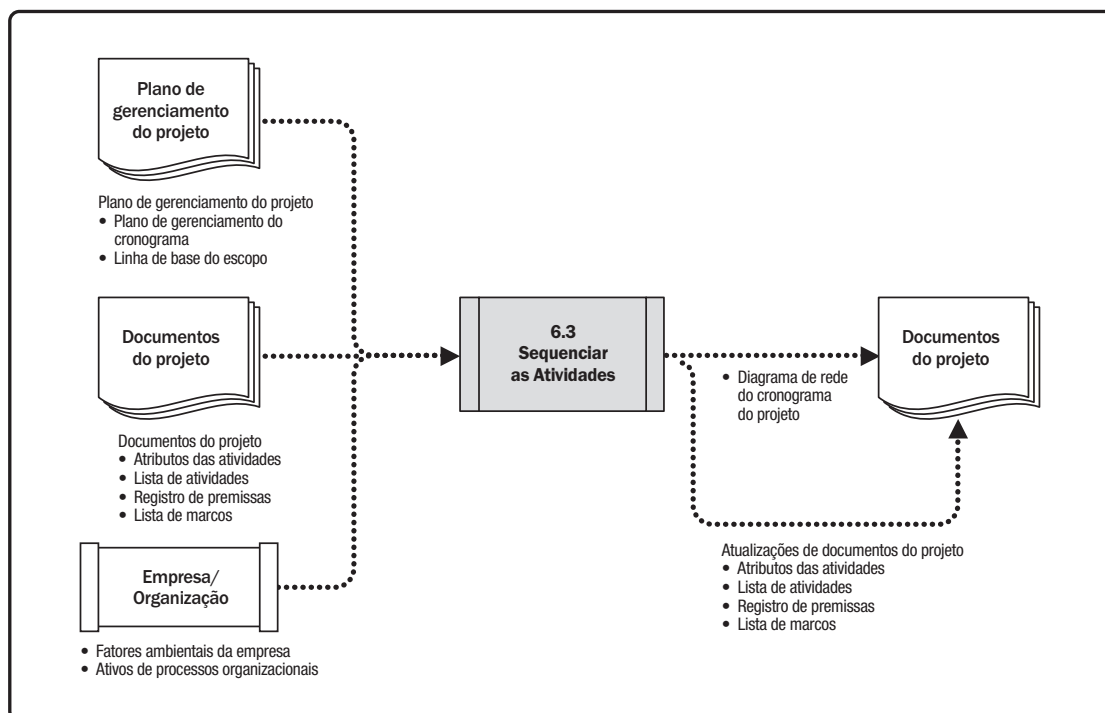 Plano de
gerenciamento
do projeto
Plano de gerenciamento do projeto
• Plano de gerenciamento do
cronograma
• Linha de base do escopo
Documentos
do projeto
Documentos do projeto
• Atributos das atividades
• Lista de atividades
• Registro de premissas
• Lista de marcos
Empresa/
Organização
• Fatores ambientais da empresa
• Ativos de processos organizacionais
6.3
Sequenciar
as Atividades
• Diagrama de rede
do cronograma
do projeto
Documentos
do projeto
Atualizações de documentos do projeto
• Atributos das atividades
• Lista de atividades
• Registro de premissas
• Lista de marcos